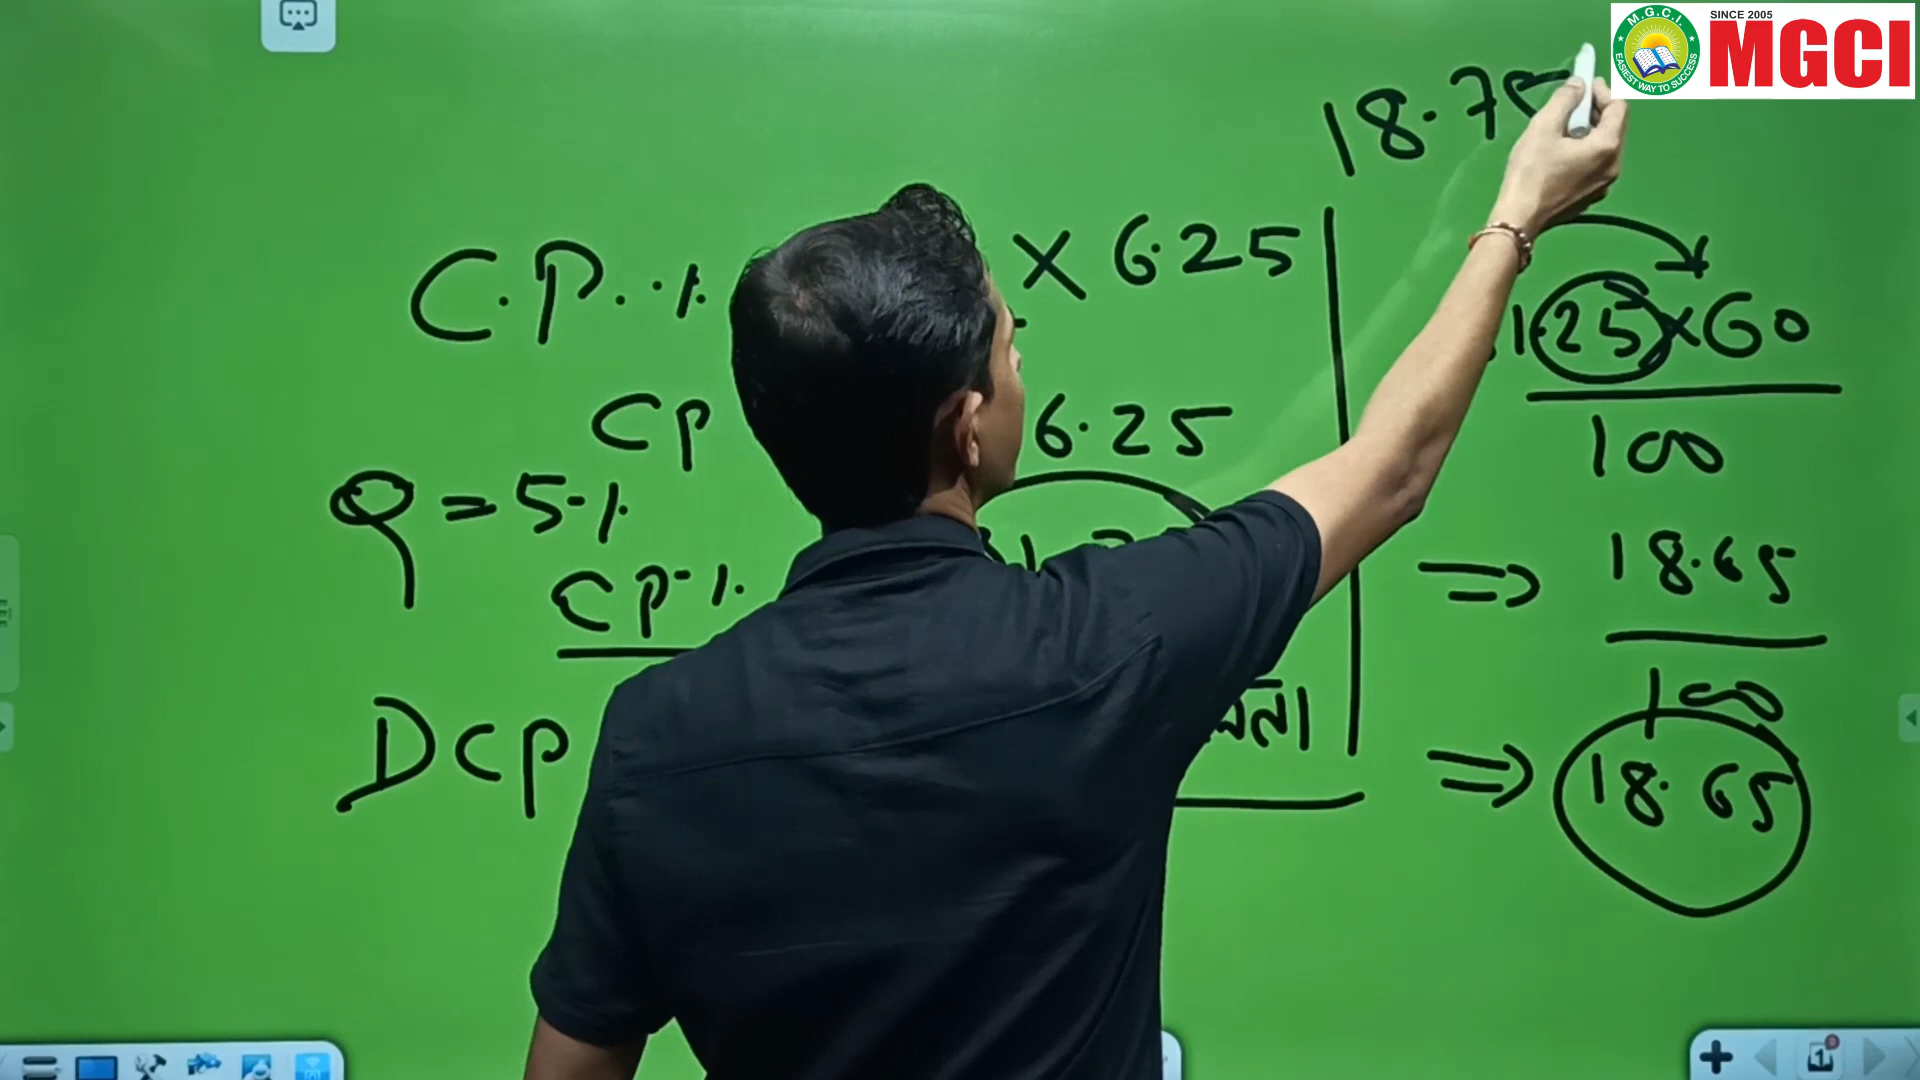 SINCE 2005
MGCI
M.G.C.I.
EASIEST WAY TO SUCCESS
18.75
C.P. % × 6.25
.25 × 60
100
CP 6.25
Q = 5%
CP %
⇒ 18.65
100
DCP
⇒ 18.65
1